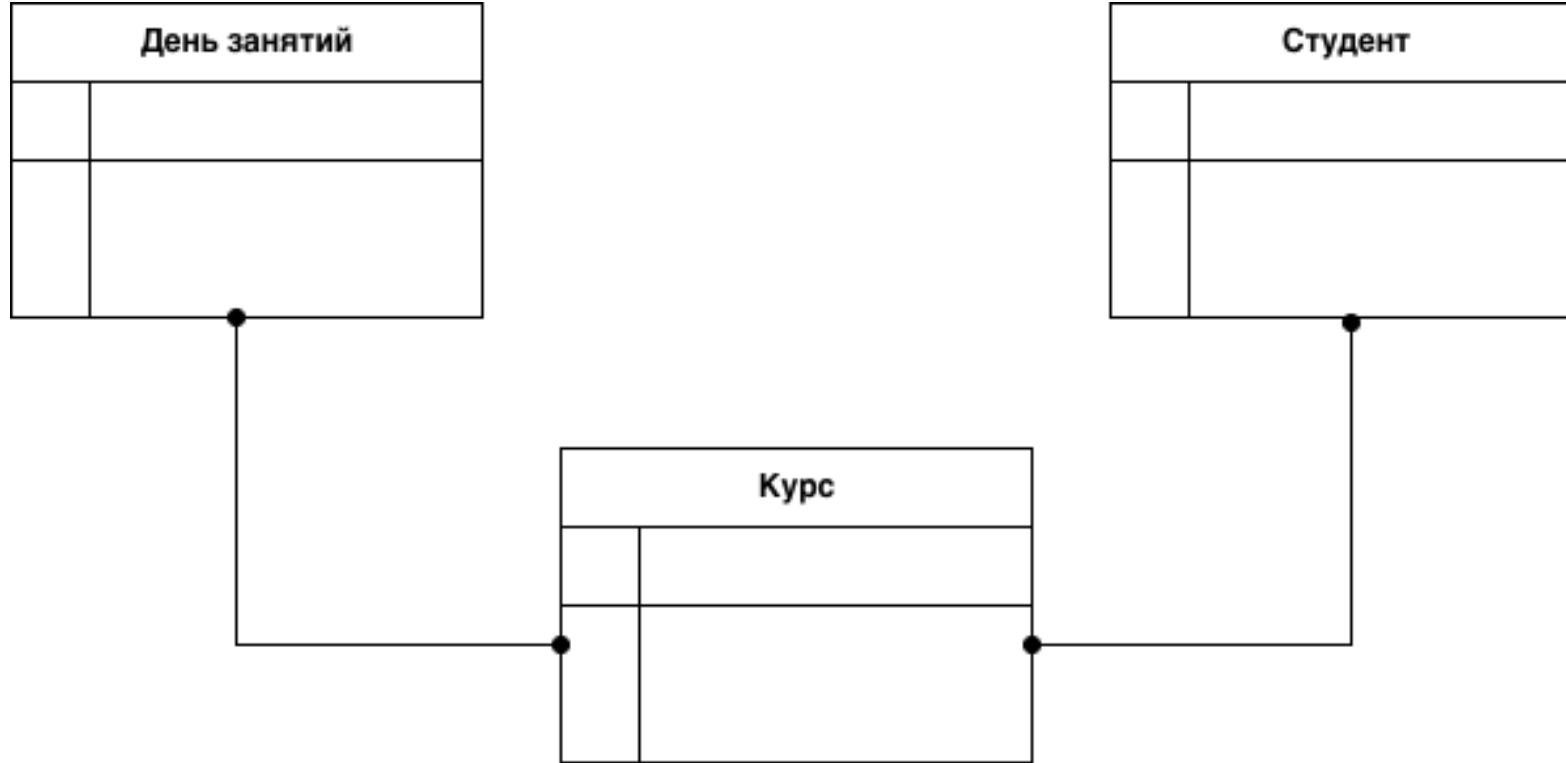 День занятий
Студент
Курс